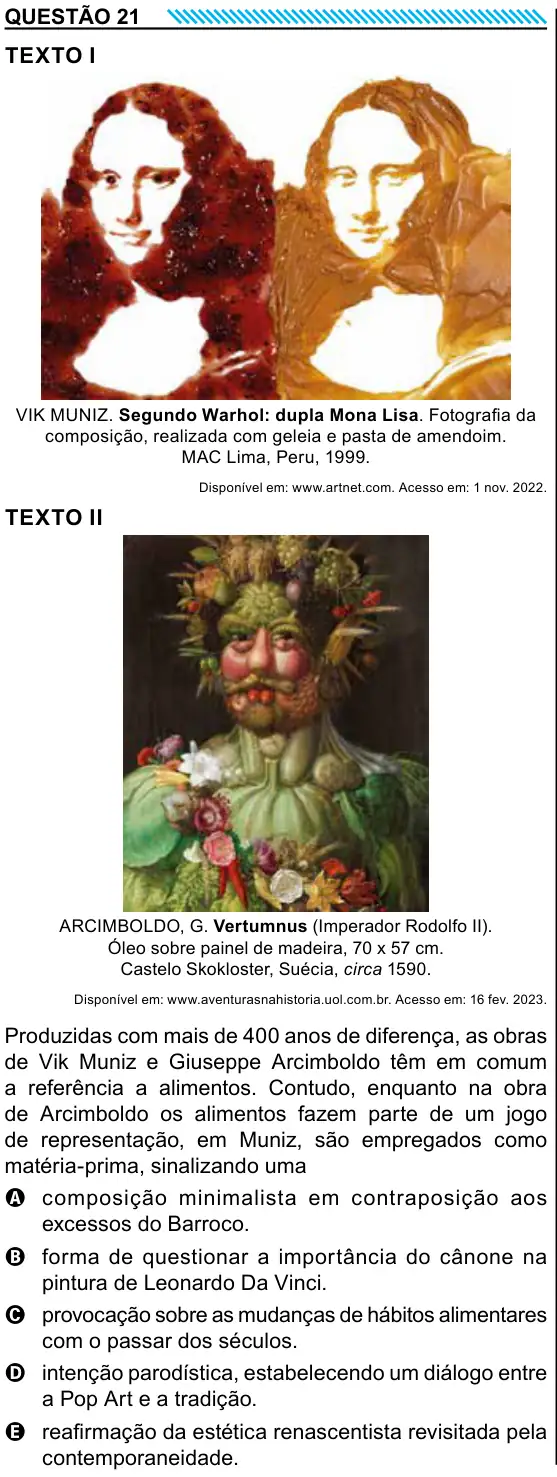 QUESTÃO 21
TEXTO I
VIK MUNIZ. Segundo Warhol: dupla Mona Lisa. Fotografia da
composição, realizada com geleia e pasta de amendoim.
MAC Lima, Peru, 1999.
Disponível em: www.artnet.com. Acesso em: 1 nov. 2022.
TEXTO II
ARCIMBOLDO, G. Vertumnus (Imperador Rodolfo II).
Óleo sobre painel de madeira, 70 x 57 cm.
Castelo Skokloster, Suécia, circa 1590.
Disponível em: www.aventurasnahistoria.uol.com.br. Acesso em: 16 fev. 2023.
Produzidas com mais de 400 anos de diferença, as obras
de Vik Muniz e Giuseppe Arcimboldo têm em comum
a referência a alimentos. Contudo, enquanto na obra
de Arcimboldo os alimentos fazem parte de um jogo
de representação, em Muniz, são empregados como
matéria-prima, sinalizando uma
A composição minimalista em contraposição aos
excessos do Barroco.
B forma de questionar a importância do cânone na
pintura de Leonardo Da Vinci.
C provocação sobre as mudanças de hábitos alimentares
com o passar dos séculos.
D intenção parodística, estabelecendo um diálogo entre
a Pop Art e a tradição.
E reafirmação da estética renascentista revisitada pela
contemporaneidade.